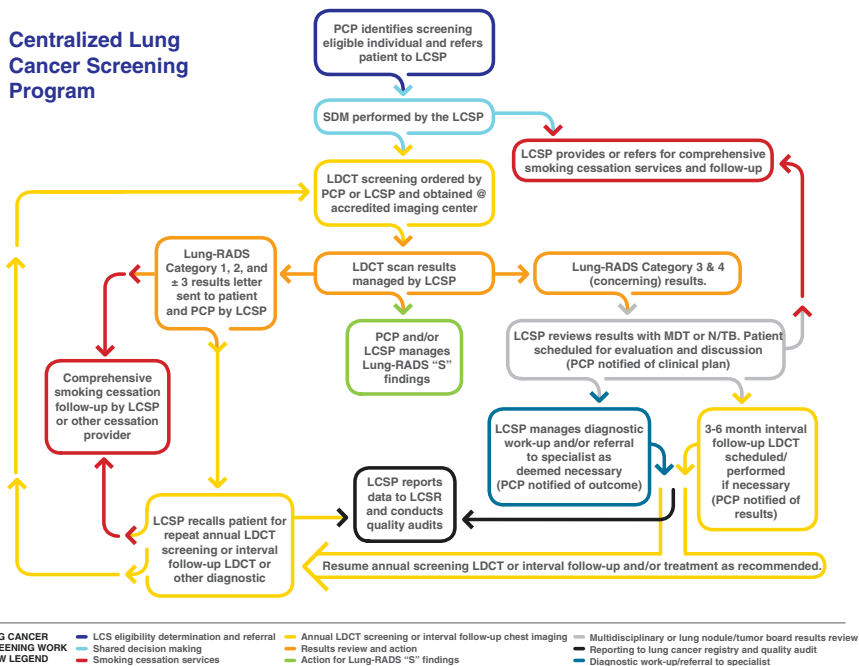 Centralized Lung
Cancer Screening
Program
PCP identifies screening
eligible individual and refers
patient to LCSP
SDM performed by the LCSP
LCSP provides or refers for comprehensive
smoking cessation services and follow-up
LDCT screening ordered by
PCP or LCSP and obtained @
accredited imaging center
Lung-RADS
Category 1, 2, and
± 3 results letter
sent to patient
and PCP by LCSP
LDCT scan results
managed by LCSP
Lung-RADS Category 3 & 4
(concerning) results.
PCP and/or
LCSP manages
Lung-RADS “S”
findings
LCSP reviews results with MDT or N/TB. Patient
scheduled for evaluation and discussion
(PCP notified of clinical plan)
Comprehensive
smoking cessation
follow-up by LCSP
or other cessation
provider
LCSP manages diagnostic
work-up and/or referral
to specialist as
deemed necessary
(PCP notified of outcome)
3-6 month interval
follow-up LDCT
scheduled/
performed
if necessary
(PCP notified of
results)
LCSP reports
data to LCSR
and conducts
quality audits
LCSP recalls patient for
repeat annual LDCT
screening or interval
follow-up LDCT or
other diagnostic
Resume annual screening LDCT or interval follow-up and/or treatment as recommended.
G CANCER
EENING WORK
W LEGEND
LCS eligibility determination and referral
Shared decision making
Smoking cessation services
Annual LDCT screening or interval follow-up chest imaging
Results review and action
Action for Lung-RADS “S” findings
Multidisciplinary or lung nodule/tumor board results review
Reporting to lung cancer registry and quality audit
Diagnostic work-up/referral to specialist